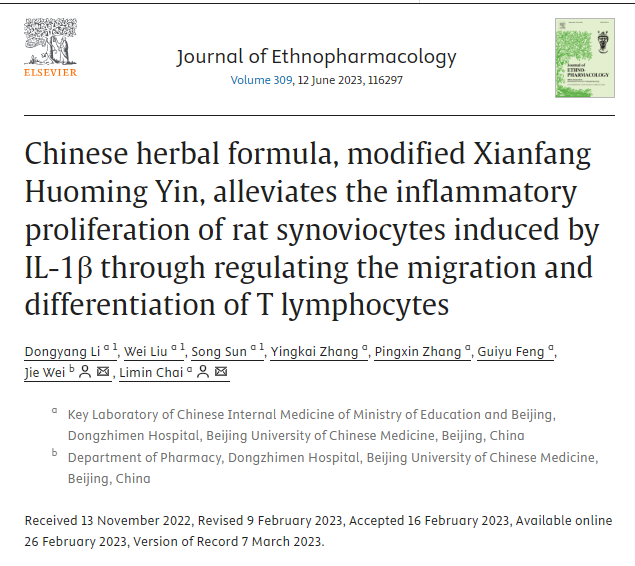 ELSEVIER
Journal of Ethnopharmacology
Volume 309, 12 June 2023, 116297
Journal of
ETHNO-
PHARMACOLOGY
Chinese herbal formula, modified Xianfang
Huoming Yin, alleviates the inflammatory
proliferation of rat synoviocytes induced by
IL-1β through regulating the migration and
differentiation of T lymphocytes
Dongyang Li a 1, Wei Liu a 1, Song Sun a 1, Yingkai Zhang a, Pingxin Zhang a, Guiyu Feng a,
Jie Wei b, Limin Chai a
a Key Laboratory of Chinese Internal Medicine of Ministry of Education and Beijing,
Dongzhimen Hospital, Beijing University of Chinese Medicine, Beijing, China
b Department of Pharmacy, Dongzhimen Hospital, Beijing University of Chinese Medicine,
Beijing, China
Received 13 November 2022, Revised 9 February 2023, Accepted 16 February 2023, Available online
26 February 2023, Version of Record 7 March 2023.